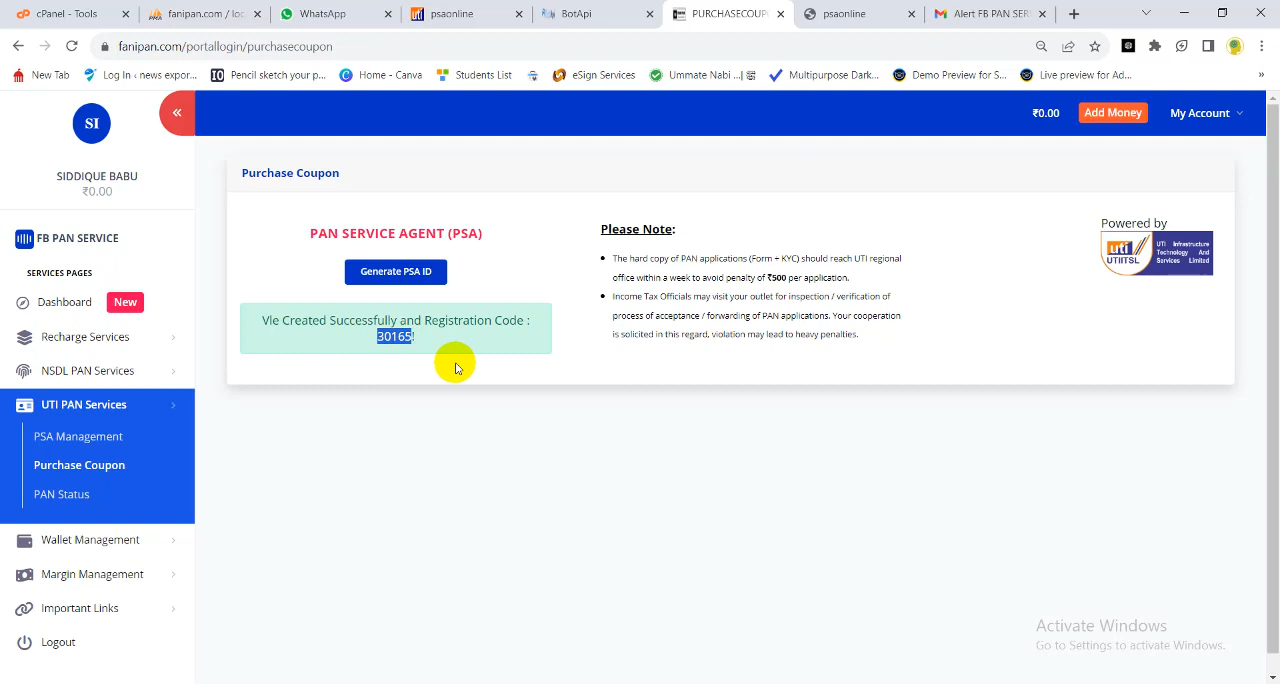 cPanel - Tools
fanipan.com / loc
WhatsApp
psaonline
BotApi
PURCHASECOUP
psaonline
Alert FB PAN SER
fanipan.com/portallogin/purchasecoupon
New Tab
Log In ‹ news expor...
Pencil sketch your p...
Home - Canva
Students List
eSign Services
Ummate Nabi ...| 
Multipurpose Dark...
Demo Preview for S...
Live preview for Ad...
SI
₹0.00
Add Money
My Account
SIDDIQUE BABU
₹0.00
FB PAN SERVICE
SERVICES PAGES
Dashboard New
Recharge Services
NSDL PAN Services
UTI PAN Services
PSA Management
Purchase Coupon
PAN Status
Wallet Management
Margin Management
Important Links
Logout
Purchase Coupon
PAN SERVICE AGENT (PSA)
Generate PSA ID
Vle Created Successfully and Registration Code :
30165!
Please Note:
The hard copy of PAN applications (Form + KYC) should reach UTI regional
office within a week to avoid penalty of ₹500 per application.
Income Tax Officials may visit your outlet for inspection / verification of
process of acceptance / forwarding of PAN applications. Your cooperation
is solicited in this regard, violation may lead to heavy penalties.
Powered by
uti
UTIITSL
UTI Infrastructure
Technology And
Services Limited
Activate Windows
Go to Settings to activate Windows.